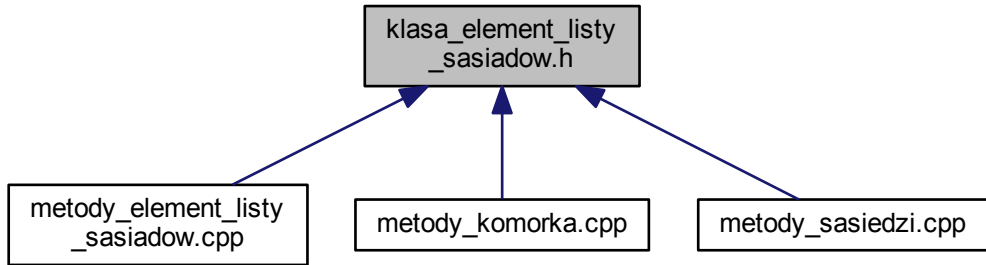 klasa_element_listy
_sasiadow.h
metody_element_listy
_sasiadow.cpp
metody_komorka.cpp
metody_sasiedzi.cpp